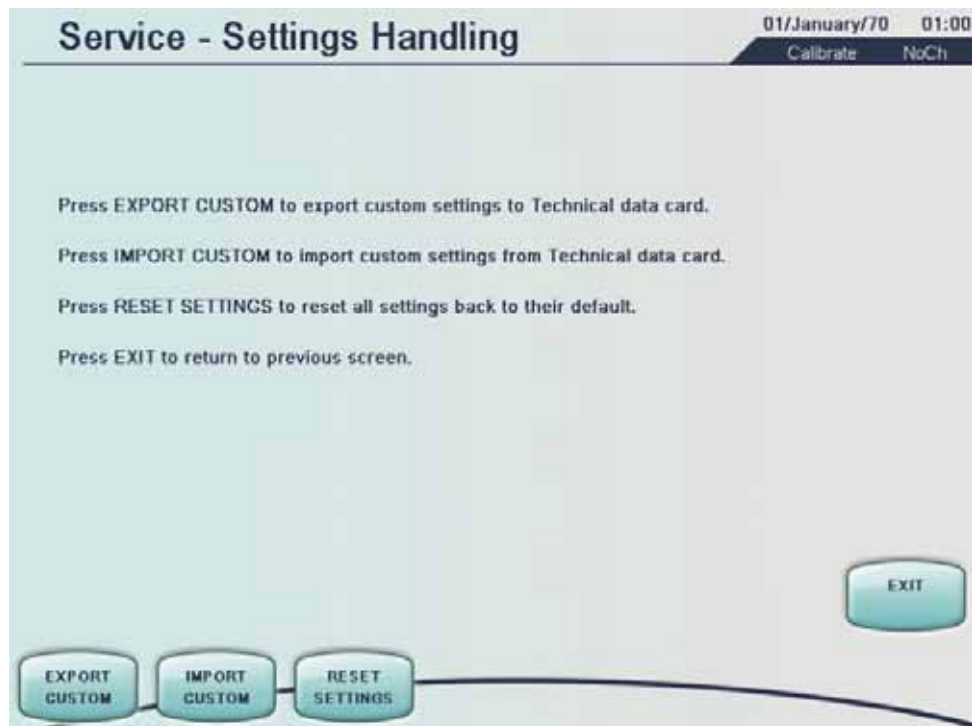 Service - Settings Handling
01/January/70 01:00
Calibrate NoCh
Press EXPORT CUSTOM to export custom settings to Technical data card.
Press IMPORT CUSTOM to import custom settings from Technical data card.
Press RESET SETTINGS to reset all settings back to their default.
Press EXIT to return to previous screen.
EXIT
EXPORT CUSTOM
IMPORT CUSTOM
RESET SETTINGS